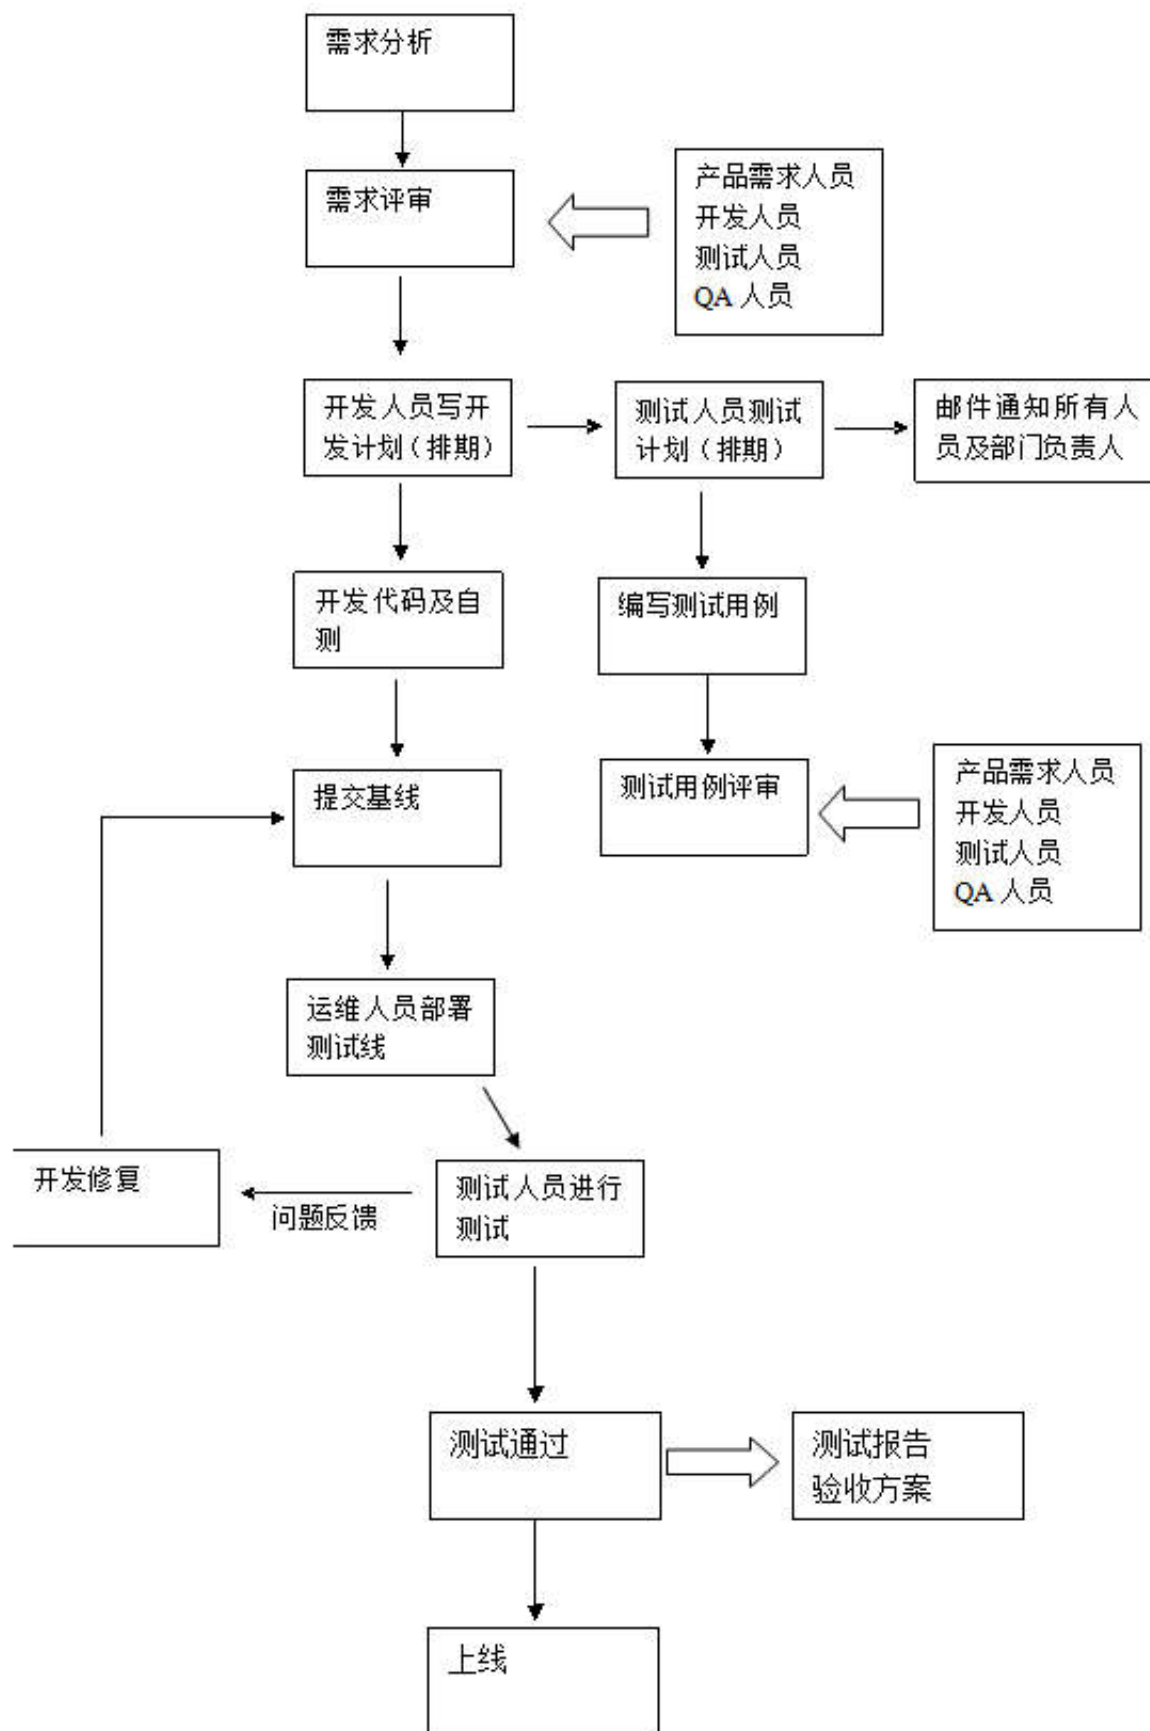 需求分析
需求评审
产品需求人员
开发人员
测试人员
QA 人员
开发人员写开
发计划（排期）
测试人员测试
计划（排期）
邮件通知所有人
员及部门负责人
开发代码及自
测
编写测试用例
提交基线
测试用例评审
产品需求人员
开发人员
测试人员
QA 人员
运维人员部署
测试线
开发修复
问题反馈
测试人员进行
测试
测试通过
测试报告
验收方案
上线